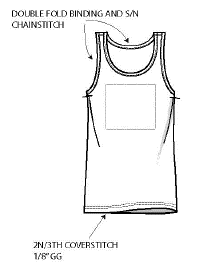 DOUBLE FOLD BINDING AND S/N
CHAINSTITCH
2N/3TH COVERSTITCH
1/8" GG